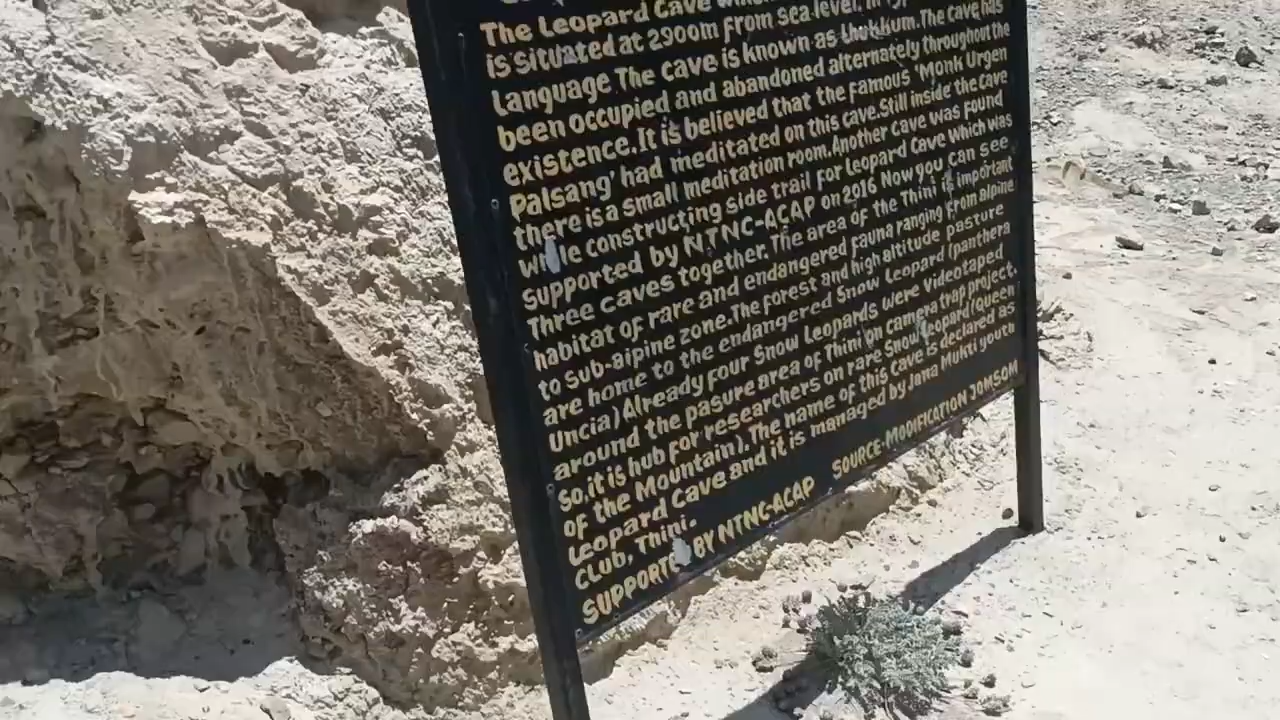 The Leopard Cave
is situated at 2900m from sea level.
Language The cave is known as Lhukkum.The cave has
been occupied and abandoned alternately throughout the
existence.It is believed that the famous 'Monk Urgen
Palsang' had meditated on this cave.Still inside the Cave
there is a small meditation room.Another cave was found
while constructing side trail for Leopard Cave which was
supported by NTNC-ACAP on 2016 Now you can see
Three caves together. The area of the Thini is important
habitat of rare and endangered fauna ranging from alpine
to sub-alpine zone.The forest and high altitude pasture
are home to the endangered Snow Leopard (panthera
Uncia) Already four Snow Leopards were videotaped
around the pasure area of Thini on camera trap project.
So,it is hub for researchers on rare Snow Leopard(Queen
of the Mountain). The name of this cave is declared as
Leopard Cave and it is managed by Jana Mukti youth
Club, Thini.
SUPPORTE BY NTNC-ACAP SOURCE-MODIFICATION JOMSOM